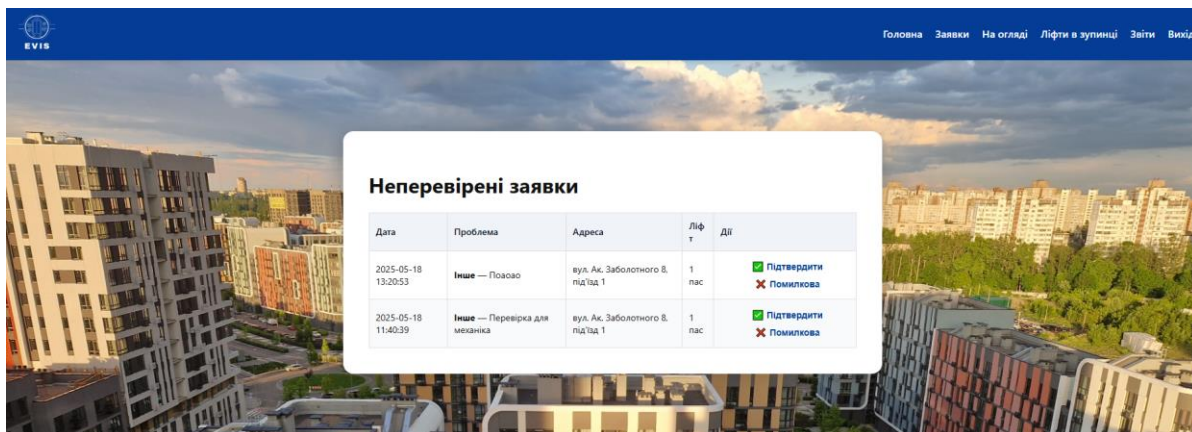 EVIS
Головна Заявки На огляді Ліфти в зупинці Звіти Вихід
Неперевірені заявки
Дата Проблема Адреса Ліф
т Дії
2025-05-18
13:20:53 Інше — Поаоао вул. Ак. Заболотного 8,
під'їзд 1 1
пас ✅ Підтвердити
❌ Помилкова
2025-05-18
11:40:39 Інше — Перевірка для
механіка вул. Ак. Заболотного 8,
під'їзд 1 1
пас ✅ Підтвердити
❌ Помилкова